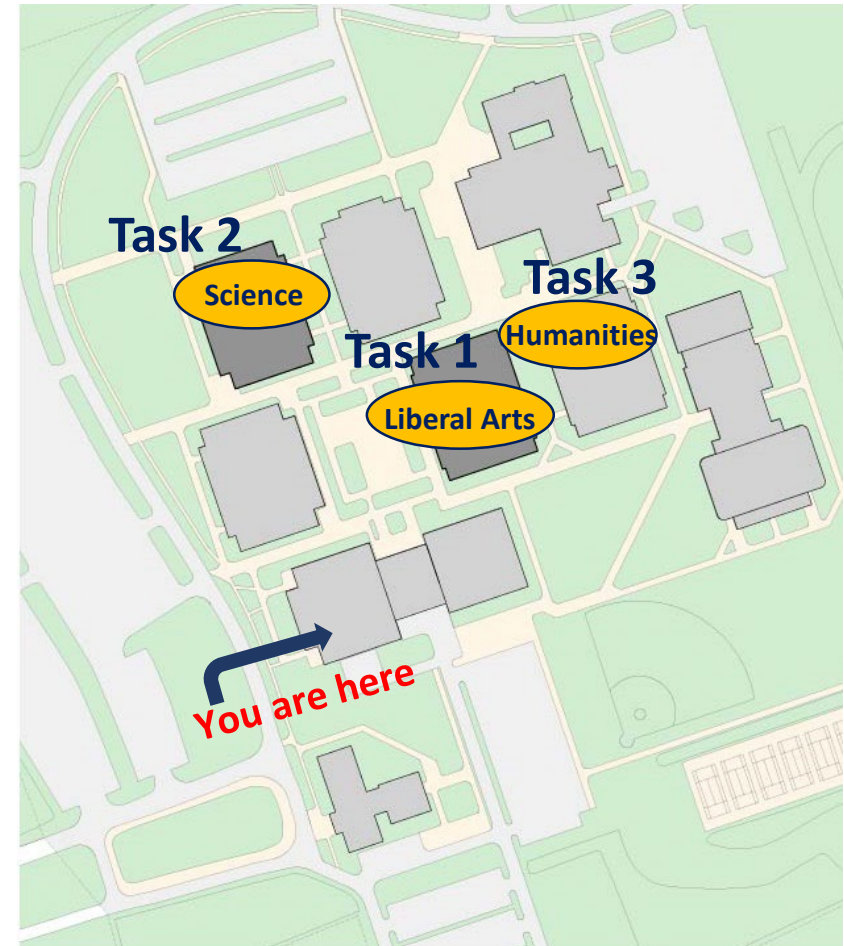 Task 2
Science
Task 3
Humanities
Task 1
Liberal Arts
You are here